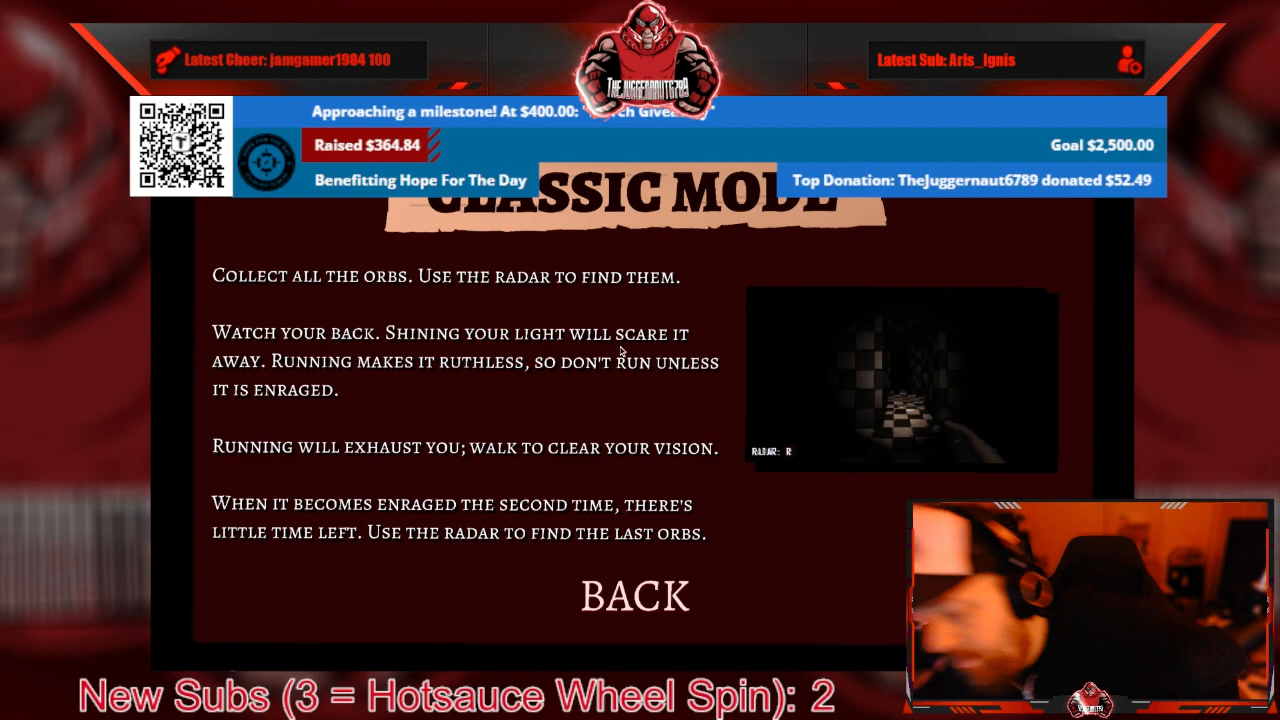 Latest Cheer: jamgamer1984 100
THEJUGGERNAUT6789
Latest Sub: Aris_Ignis
Approaching a milestone! At $400.00:
Raised $364.84
Goal $2,500.00
Benefitting Hope For The Day
Top Donation: TheJuggernaut6789 donated $52.49
CLASSIC MODE
COLLECT ALL THE ORBS. USE THE RADAR TO FIND THEM.
WATCH YOUR BACK. SHINING YOUR LIGHT WILL SCARE IT
AWAY. RUNNING MAKES IT RUTHLESS, SO DON'T RUN UNLESS
IT IS ENRAGED.
RADAR: R
RUNNING WILL EXHAUST YOU; WALK TO CLEAR YOUR VISION.
WHEN IT BECOMES ENRAGED THE SECOND TIME, THERE'S
LITTLE TIME LEFT. USE THE RADAR TO FIND THE LAST ORBS.
BACK
New Subs (3 = Hotsauce Wheel Spin): 2